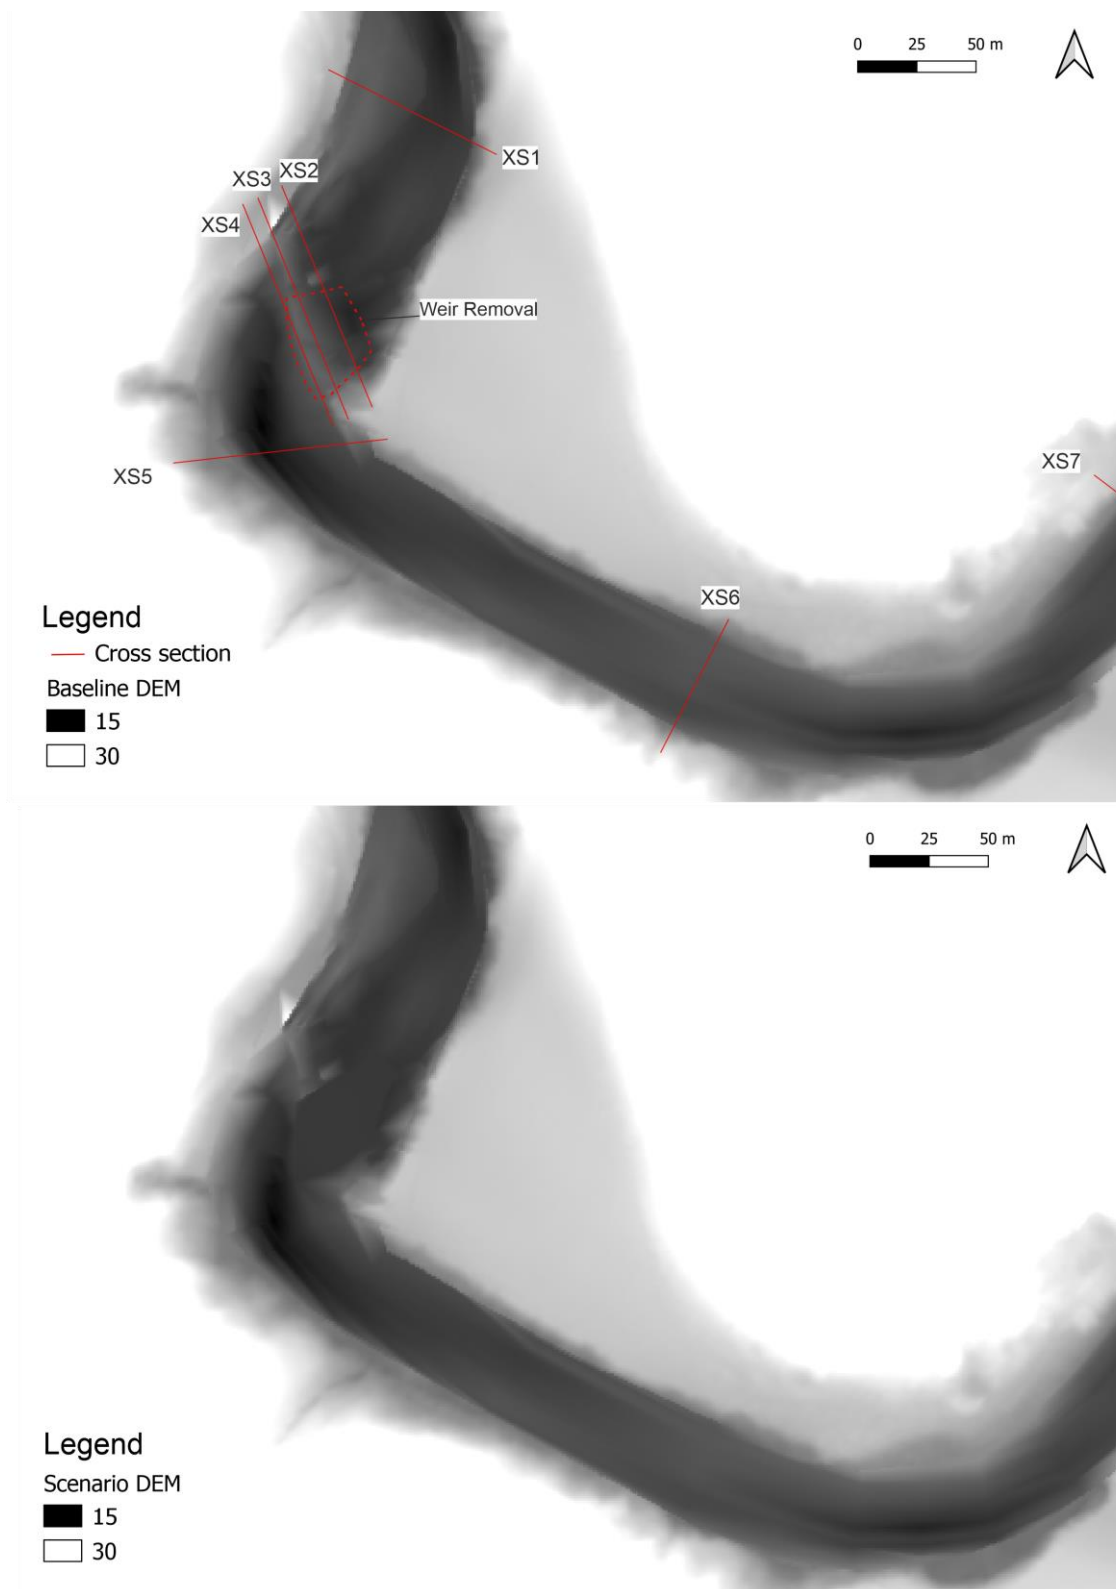 0 25 50 m
XS1
XS2
XS3
XS4
Weir Removal
XS7
XS5
XS6
Legend
Cross section
Baseline DEM
15
30
0 25 50 m
Legend
Scenario DEM
15
30